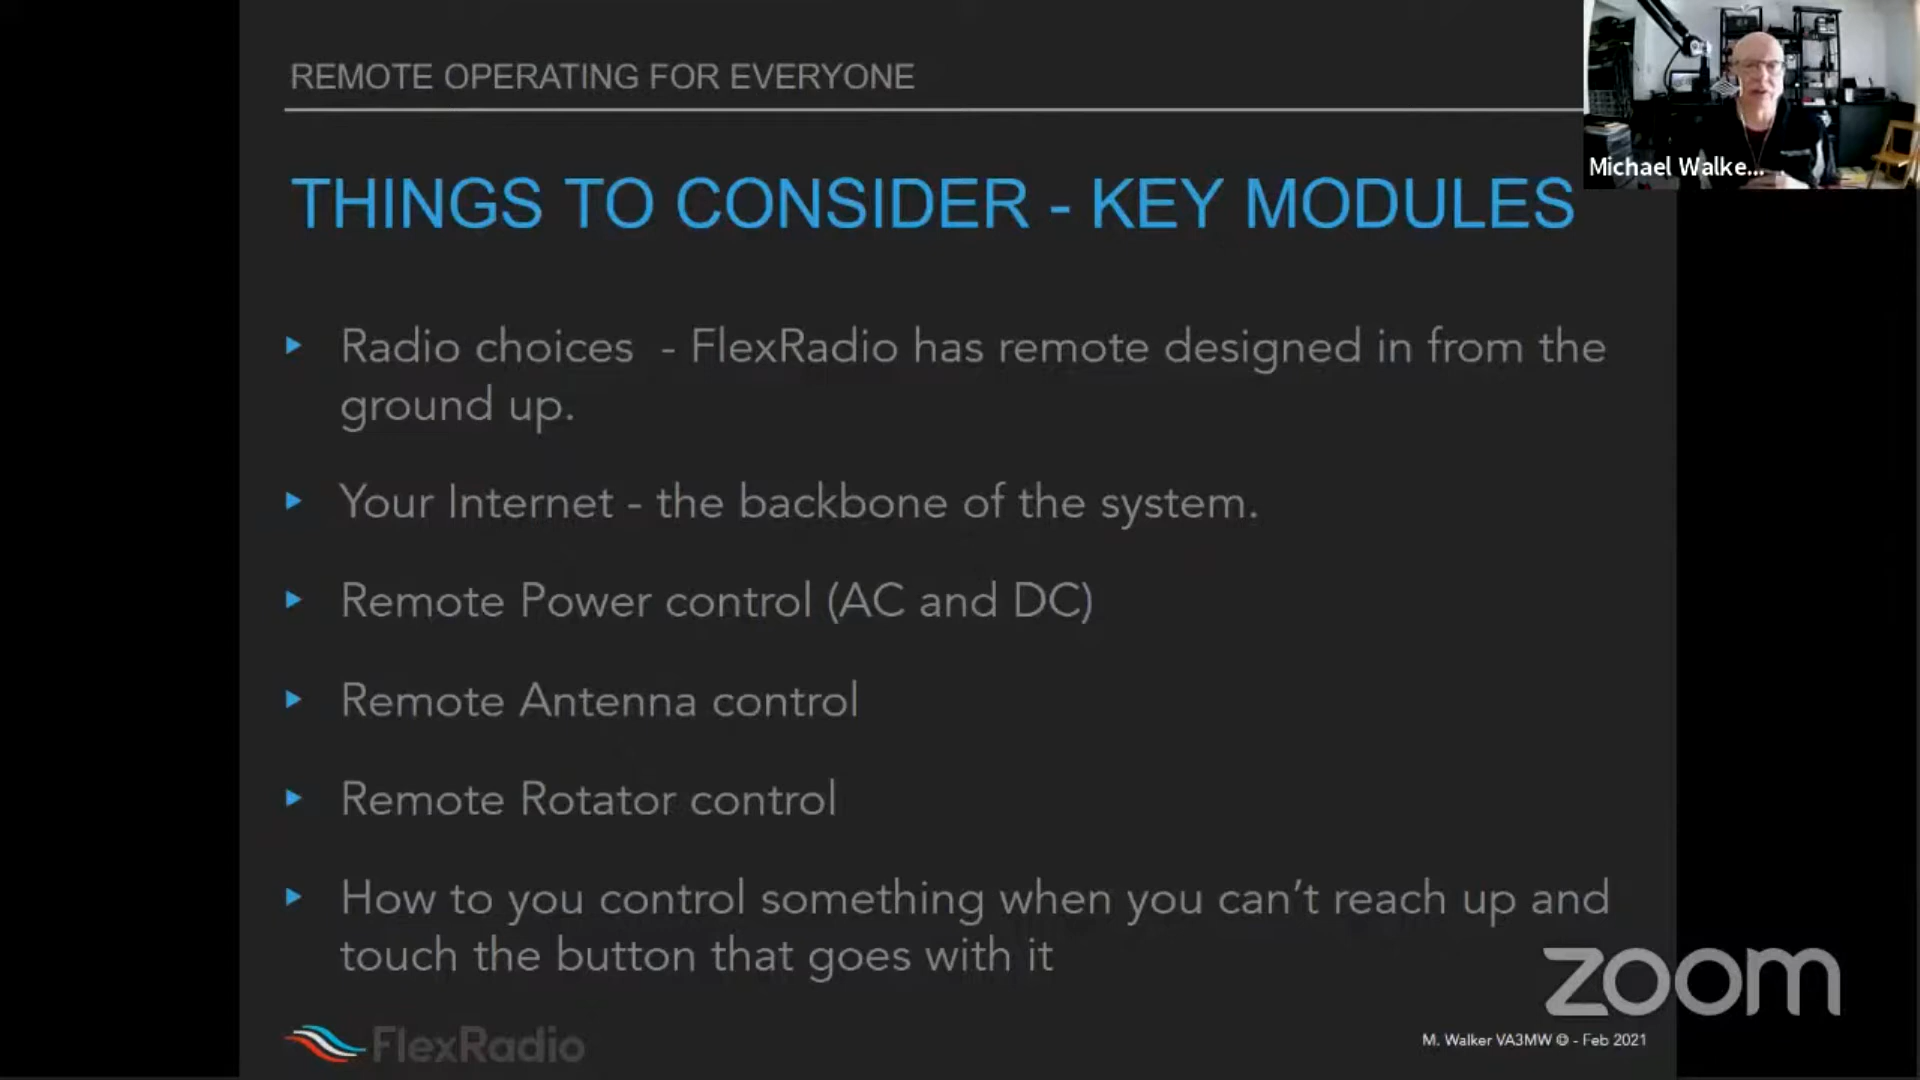 REMOTE OPERATING FOR EVERYONE
Michael Walke...
THINGS TO CONSIDER - KEY MODULES
Radio choices - FlexRadio has remote designed in from the
ground up.
Your Internet - the backbone of the system.
Remote Power control (AC and DC)
Remote Antenna control
Remote Rotator control
How to you control something when you can’t reach up and
touch the button that goes with it
zoom
FlexRadio
M. Walker VA3MW © - Feb 2021